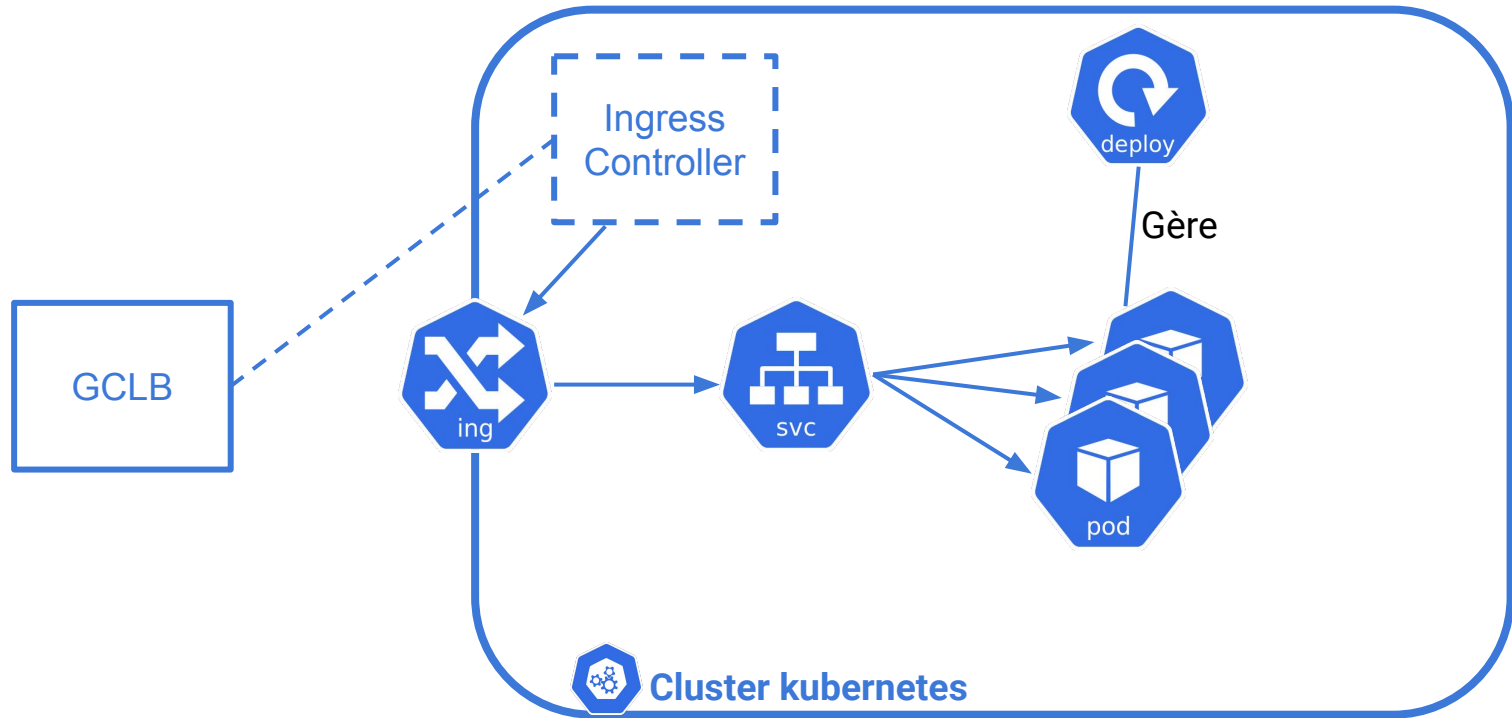 Ingress
Controller
deploy
Gère
GCLB
ing
svc
pod
Cluster kubernetes